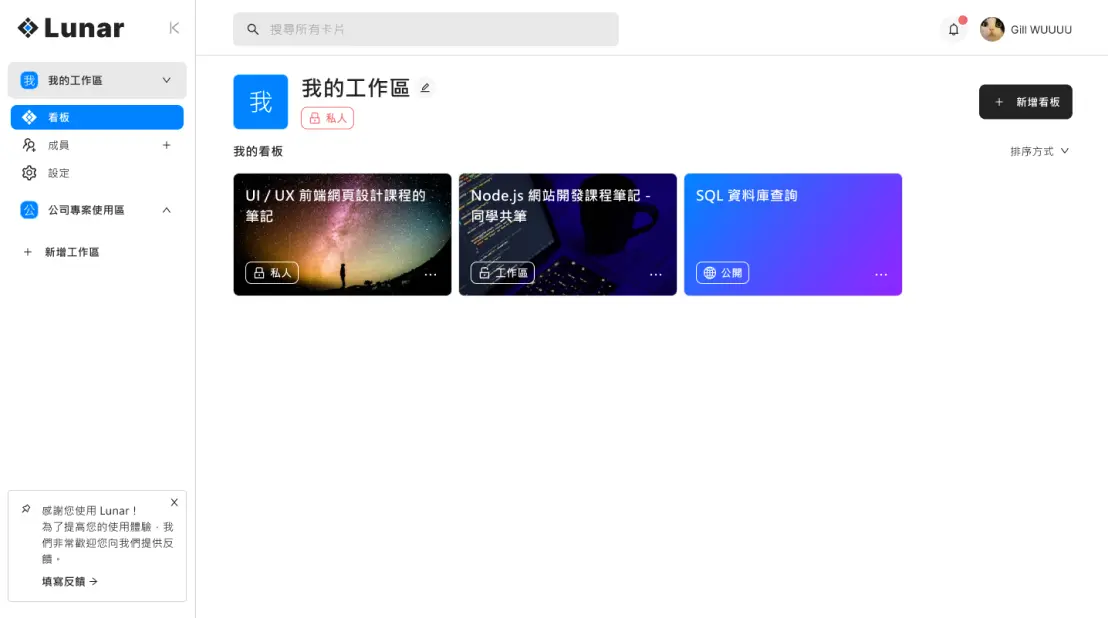 Lunar
搜尋所有卡片
Gill WUUUU
我 我的工作區
看板
成員
設定
公 公司專案使用區
+ 新增工作區
我 我的工作區
私人
+ 新增看板
我的看板
排序方式
UI / UX 前端網頁設計課程的
筆記
私人
Node.js 網站開發課程筆記 -
同學共筆
工作區
SQL 資料庫查詢
公開
感謝您使用 Lunar！
為了提高您的使用體驗，我
們非常歡迎您向我們提供反
饋。
填寫反饋 →